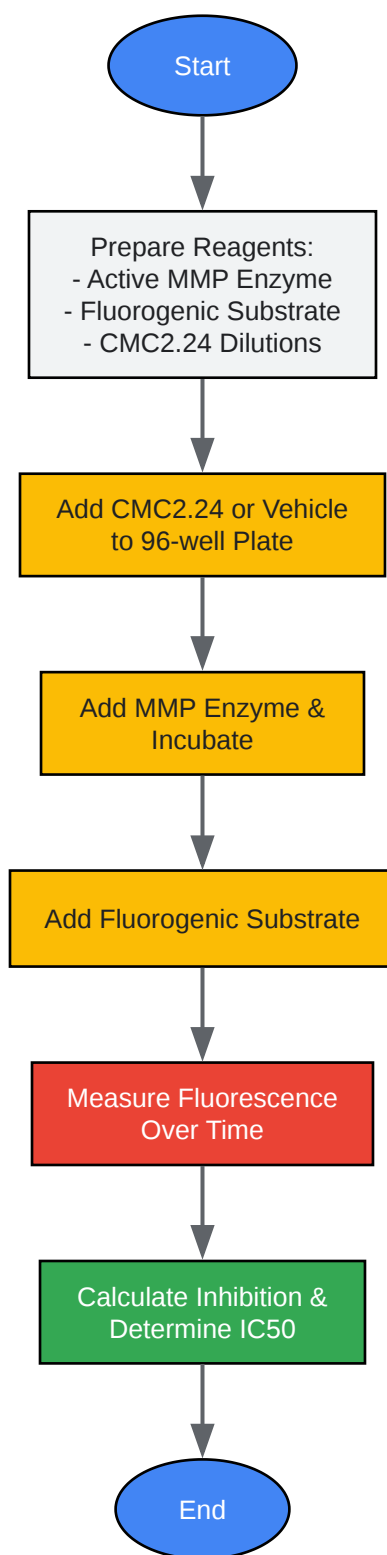 Start
Prepare Reagents:
- Active MMP Enzyme
- Fluorogenic Substrate
- CMC2.24 Dilutions
Add CMC2.24 or Vehicle
to 96-well Plate
Add MMP Enzyme &
Incubate
Add Fluorogenic Substrate
Measure Fluorescence
Over Time
Calculate Inhibition &
Determine IC50
End